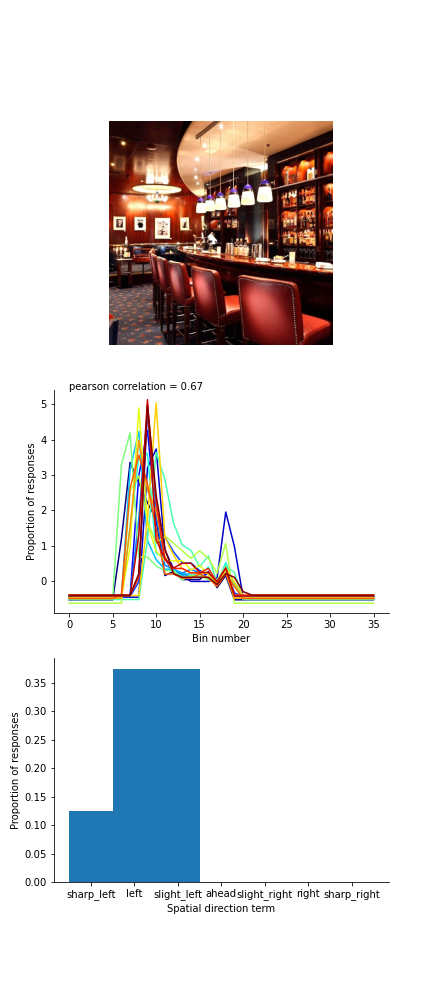 pearson correlation = 0.67
5
4
3
2
1
0
Proportion of responses
0 5 10 15 20 25 30 35
Bin number
0.35
0.30
0.25
0.20
0.15
0.10
0.05
0.00
Proportion of responses
sharp_left left slight_left ahead slight_right right sharp_right
Spatial direction term